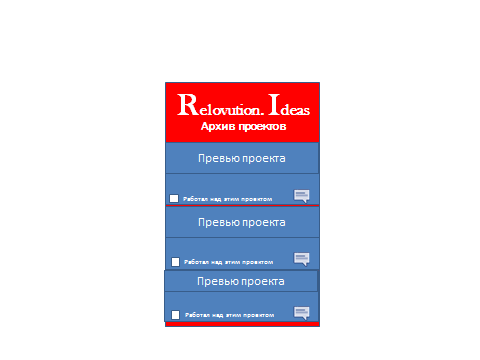 Relovution. Ideas
Архив проектов
Превью проекта
Работал над этим проектом
Превью проекта
Работал над этим проектом
Превью проекта
Работал над этим проектом